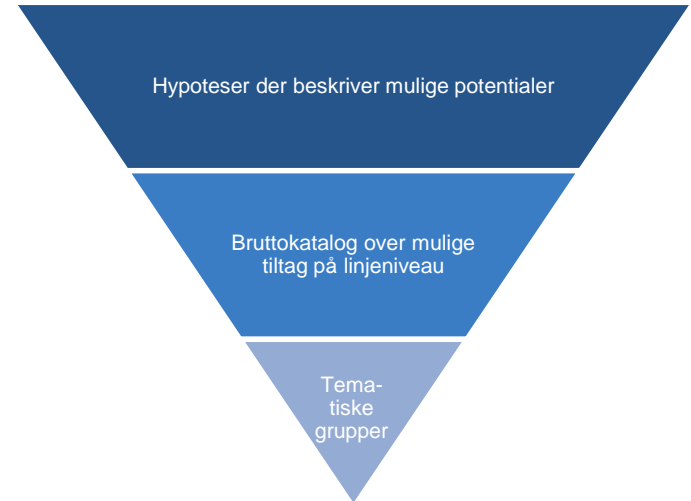 Hypoteser der beskriver mulige potentialer
Bruttokatalog over mulige
tiltag på linjeniveau
Tema-
tiske
grupper